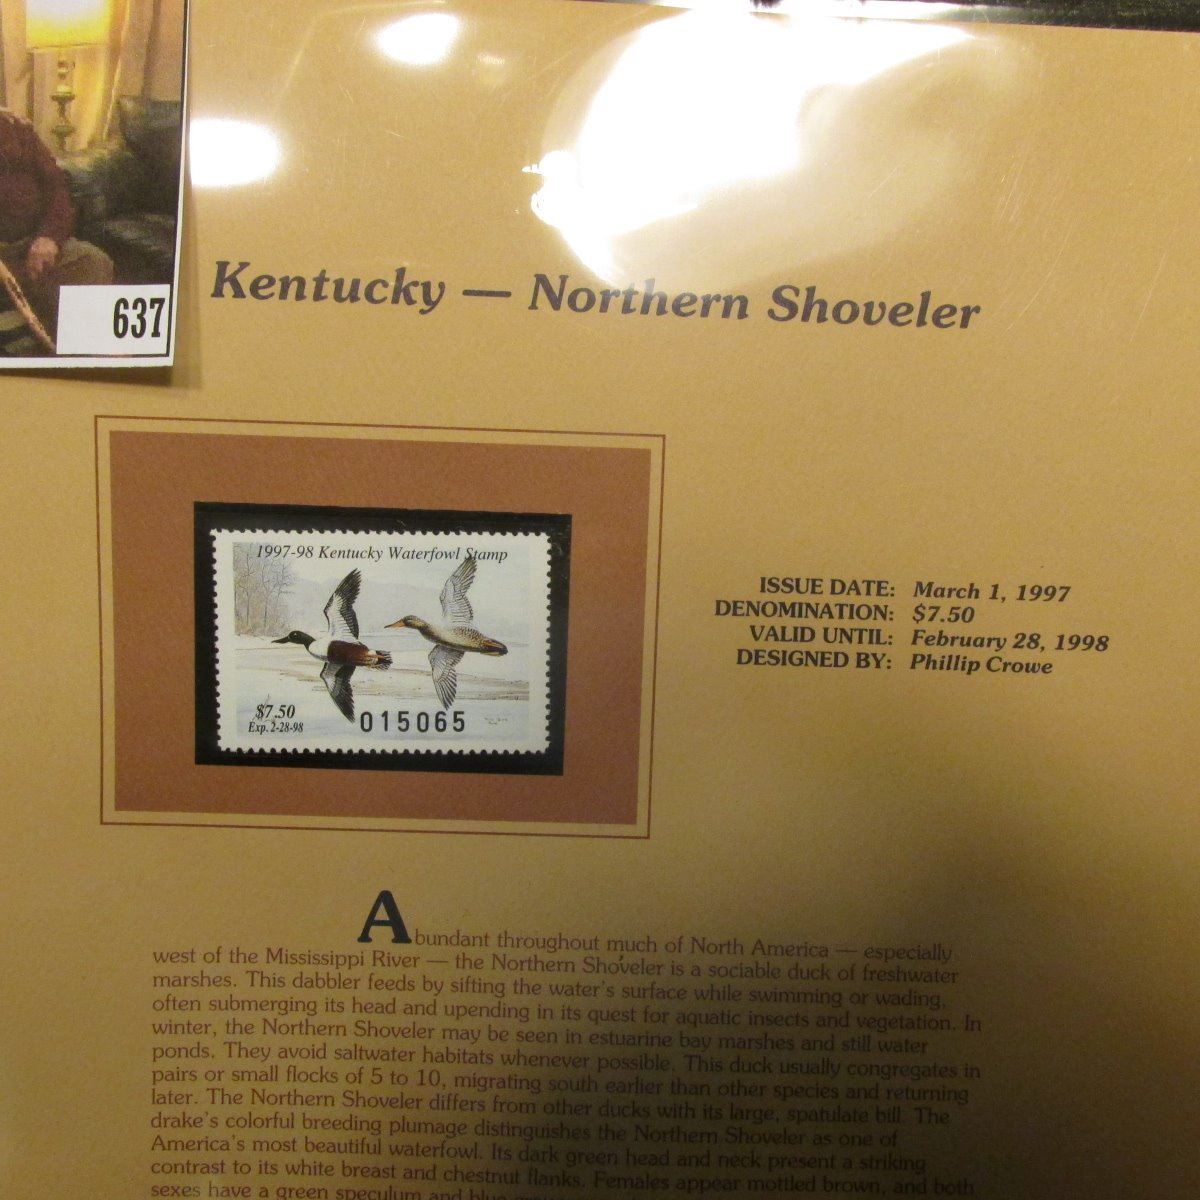 637
Kentucky — Northern Shoveler
1997-98 Kentucky Waterfowl Stamp
$7.50
Exp. 2-28-98
015065
ISSUE DATE: March 1, 1997
DENOMINATION: $7.50
VALID UNTIL: February 28, 1998
DESIGNED BY: Phillip Crowe
Abundant throughout much of North America — especially
west of the Mississippi River — the Northern Shoveler is a sociable duck of freshwater
marshes. This dabbler feeds by sifting the water's surface while swimming or wading,
often submerging its head and upending in its quest for aquatic insects and vegetation. In
winter, the Northern Shoveler may be seen in estuarine bay marshes and still water
ponds. They avoid saltwater habitats whenever possible. This duck usually congregates in
pairs or small flocks of 5 to 10, migrating south earlier than other species and returning
later. The Northern Shoveler differs from other ducks with its large, spatulate bill. The
drake's colorful breeding plumage distinguishes the Northern Shoveler as one of
America's most beautiful waterfowl. Its dark green head and neck present a striking
contrast to its white breast and chestnut flanks. Females appear mottled brown, and both
sexes have a green speculum and blue